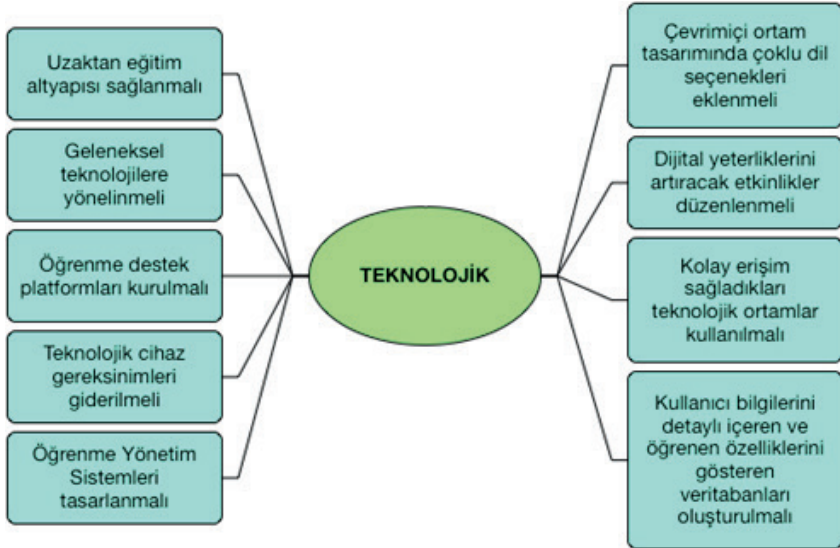 Uzaktan eğitim
altyapısı sağlanmalı
Geleneksel
teknolojilere
yönelinmeli
Öğrenme destek
platformları kurulmalı
Teknolojik cihaz
gereksinimleri
giderilmeli
Öğrenme Yönetim
Sistemleri
tasarlanmalı
TEKNOLOJİK
Çevrimiçi ortam
tasarımında çoklu dil
seçenekleri
eklenmeli
Dijital yeterliklerini
artıracak etkinlikler
düzenlenmeli
Kolay erişim
sağladıkları
teknolojik ortamlar
kullanılmalı
Kullanıcı bilgilerini
detaylı içeren ve
öğrenen özelliklerini
gösteren
veritabanları
oluşturulmalı